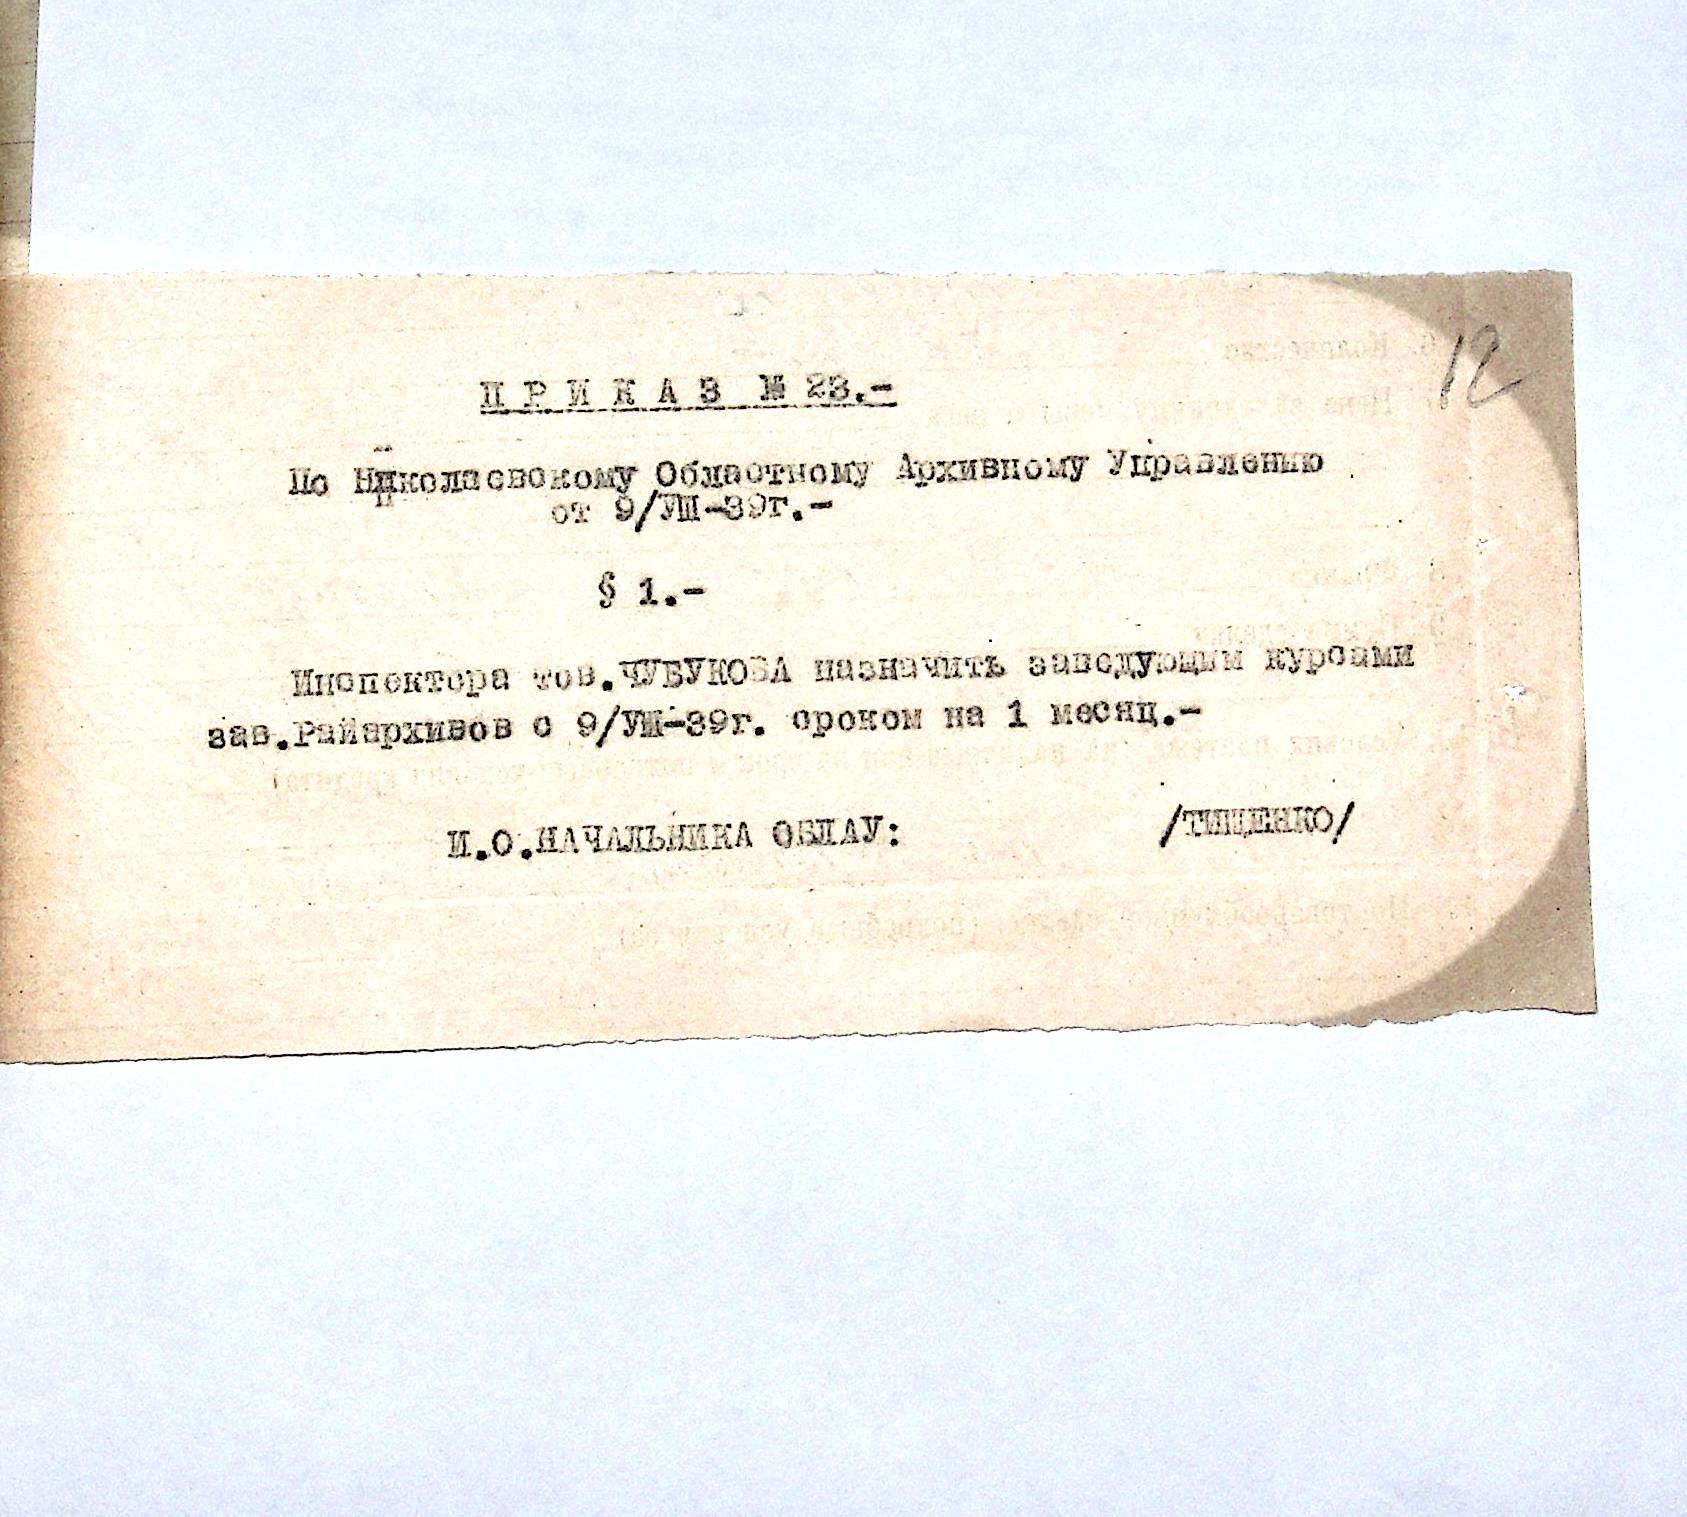 12
ПРИКАЗ № 23.-
По Николаевскому Областному Архивному Управлению
от 9/УШ-39г.-
§ 1.-
Инспектора тов.ЧУБУКОВА назначить заведующим курсами
зав.Райархивов с 9/УШ-39г. сроком на 1 месяц.-
И.О.НАЧАЛЬНИКА ОБЛАУ: /ТИЩЕНКО/